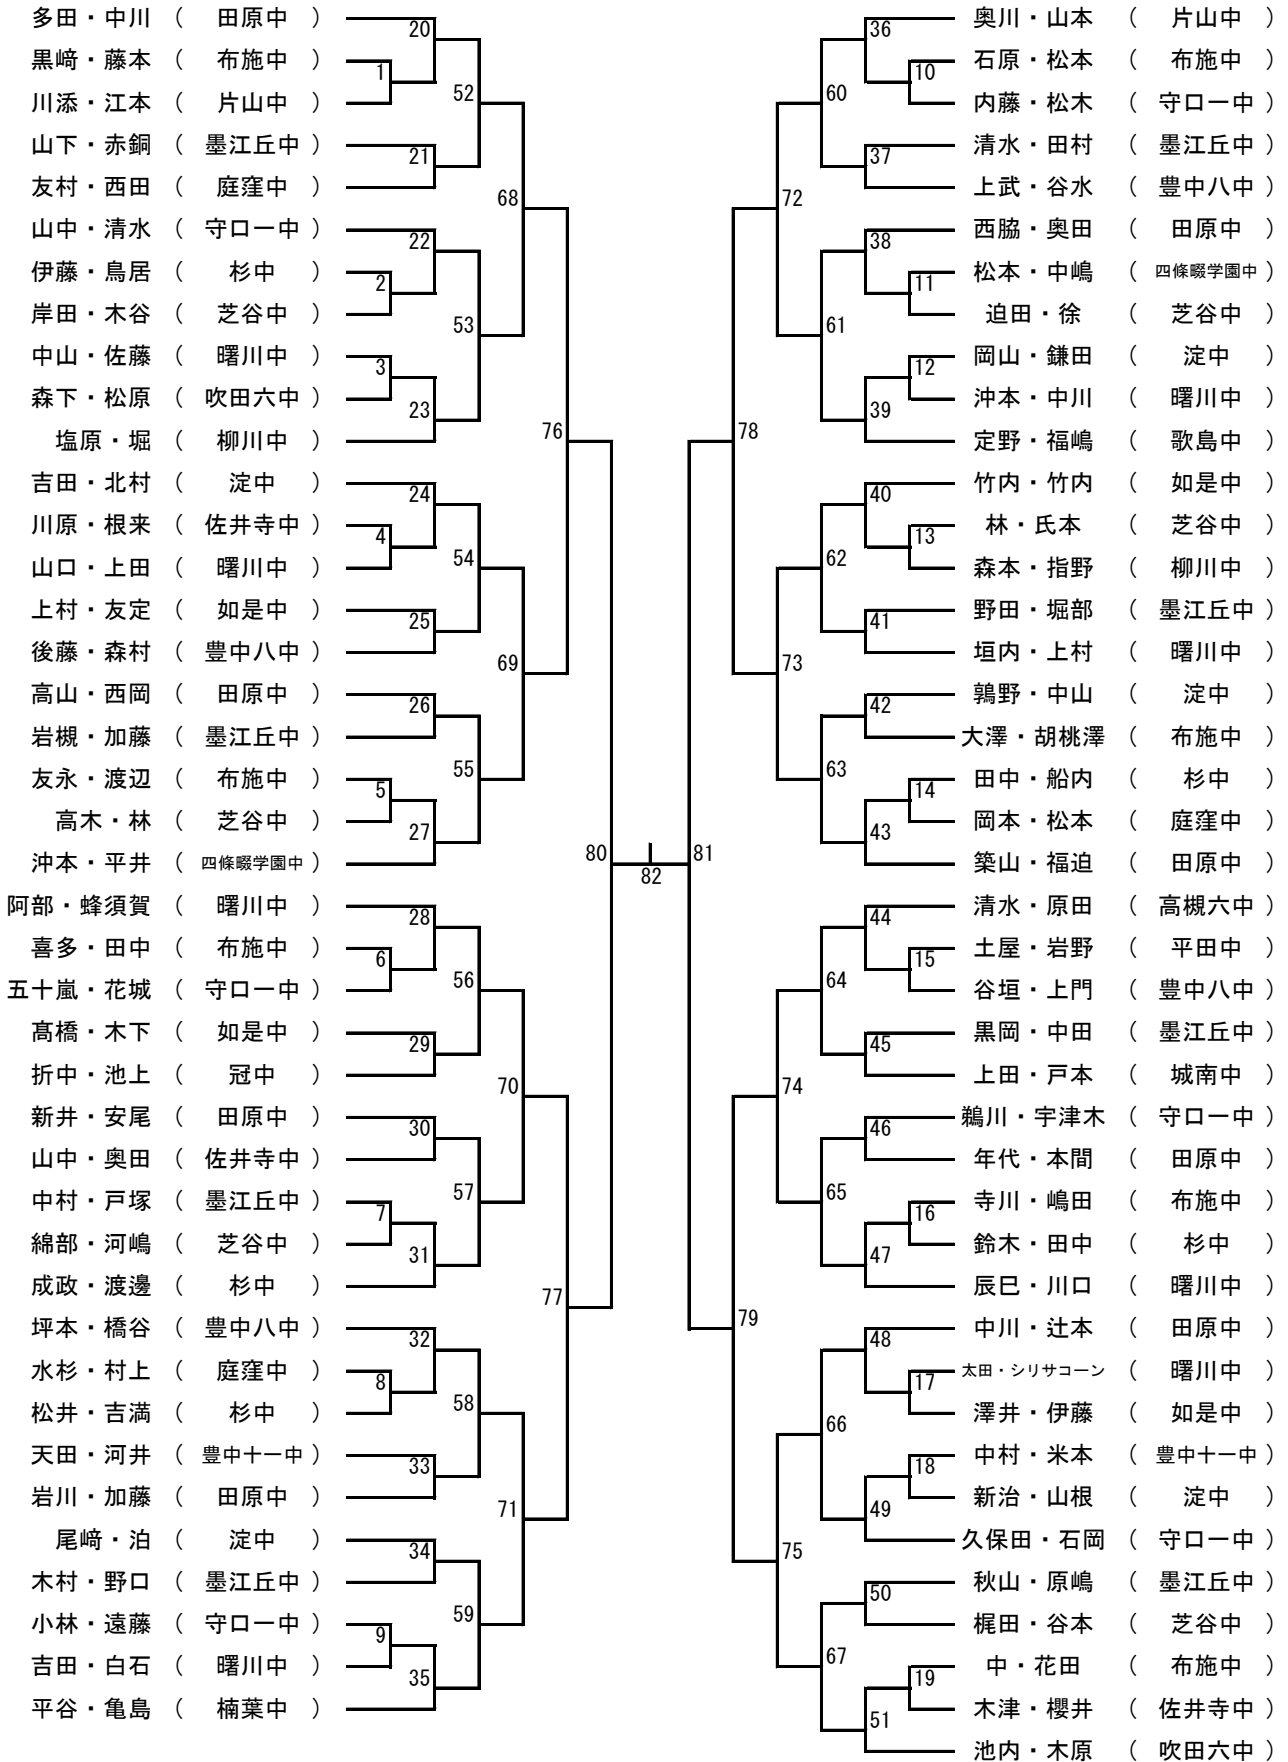 多田・中川 （ 田原中 ）
黒﨑・藤本 （ 布施中 ）
川添・江本 （ 片山中 ）
山下・赤銅 （ 墨江丘中 ）
友村・西田 （ 庭窪中 ）
山中・清水 （ 守口一中 ）
伊藤・鳥居 （ 杉中 ）
岸田・木谷 （ 芝谷中 ）
中山・佐藤 （ 曙川中 ）
森下・松原 （ 吹田六中 ）
塩原・堀 （ 柳川中 ）
吉田・北村 （ 淀中 ）
川原・根来 （ 佐井寺中 ）
山口・上田 （ 曙川中 ）
上村・友定 （ 如是中 ）
後藤・森村 （ 豊中八中 ）
高山・西岡 （ 田原中 ）
岩槻・加藤 （ 墨江丘中 ）
友永・渡辺 （ 布施中 ）
高木・林 （ 芝谷中 ）
沖本・平井 （ 四條畷学園中 ）
阿部・蜂須賀 （ 曙川中 ）
喜多・田中 （ 布施中 ）
五十嵐・花城 （ 守口一中 ）
髙橋・木下 （ 如是中 ）
折中・池上 （ 冠中 ）
新井・安尾 （ 田原中 ）
山中・奥田 （ 佐井寺中 ）
中村・戸塚 （ 墨江丘中 ）
綿部・河嶋 （ 芝谷中 ）
成政・渡邊 （ 杉中 ）
坪本・橋谷 （ 豊中八中 ）
水杉・村上 （ 庭窪中 ）
松井・吉満 （ 杉中 ）
天田・河井 （ 豊中十一中 ）
岩川・加藤 （ 田原中 ）
尾﨑・泊 （ 淀中 ）
木村・野口 （ 墨江丘中 ）
小林・遠藤 （ 守口一中 ）
吉田・白石 （ 曙川中 ）
平谷・亀島 （ 楠葉中 ）
1
2
3
4
5
6
7
8
9
20
21
22
23
24
25
26
27
28
29
30
31
32
33
34
35
52
53
54
55
56
57
58
59
68
69
70
71
76
77
80
82
81
78
79
72
73
74
75
60
61
62
63
64
65
66
67
36
37
38
39
40
41
42
43
44
45
46
47
48
49
50
51
10
11
12
13
14
15
16
17
18
19
奥川・山本 （ 片山中 ）
石原・松本 （ 布施中 ）
内藤・松木 （ 守口一中 ）
清水・田村 （ 墨江丘中 ）
上武・谷水 （ 豊中八中 ）
西脇・奥田 （ 田原中 ）
松本・中嶋 （ 四條畷学園中 ）
迫田・徐 （ 芝谷中 ）
岡山・鎌田 （ 淀中 ）
沖本・中川 （ 曙川中 ）
定野・福嶋 （ 歌島中 ）
竹内・竹内 （ 如是中 ）
林・氏本 （ 芝谷中 ）
森本・指野 （ 柳川中 ）
野田・堀部 （ 墨江丘中 ）
垣内・上村 （ 曙川中 ）
鶉野・中山 （ 淀中 ）
大澤・胡桃澤 （ 布施中 ）
田中・船内 （ 杉中 ）
岡本・松本 （ 庭窪中 ）
築山・福迫 （ 田原中 ）
清水・原田 （ 高槻六中 ）
土屋・岩野 （ 平田中 ）
谷垣・上門 （ 豊中八中 ）
黒岡・中田 （ 墨江丘中 ）
上田・戸本 （ 城南中 ）
鵜川・宇津木 （ 守口一中 ）
年代・本間 （ 田原中 ）
寺川・嶋田 （ 布施中 ）
鈴木・田中 （ 杉中 ）
辰巳・川口 （ 曙川中 ）
中川・辻本 （ 田原中 ）
太田・シリサコーン （ 曙川中 ）
澤井・伊藤 （ 如是中 ）
中村・米本 （ 豊中十一中 ）
新治・山根 （ 淀中 ）
久保田・石岡 （ 守口一中 ）
秋山・原嶋 （ 墨江丘中 ）
梶田・谷本 （ 芝谷中 ）
中・花田 （ 布施中 ）
木津・櫻井 （ 佐井寺中 ）
池内・木原 （ 吹田六中 ）